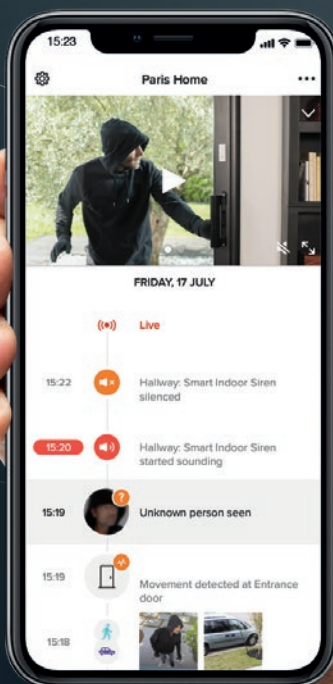 15:23
Paris Home
FRIDAY, 17 JULY
Live
15:22
Hallway: Smart Indoor Siren
silenced
15:20
Hallway: Smart Indoor Siren
started sounding
15:19
?
Unknown person seen
15:19
Movement detected at Entrance
door
15:18